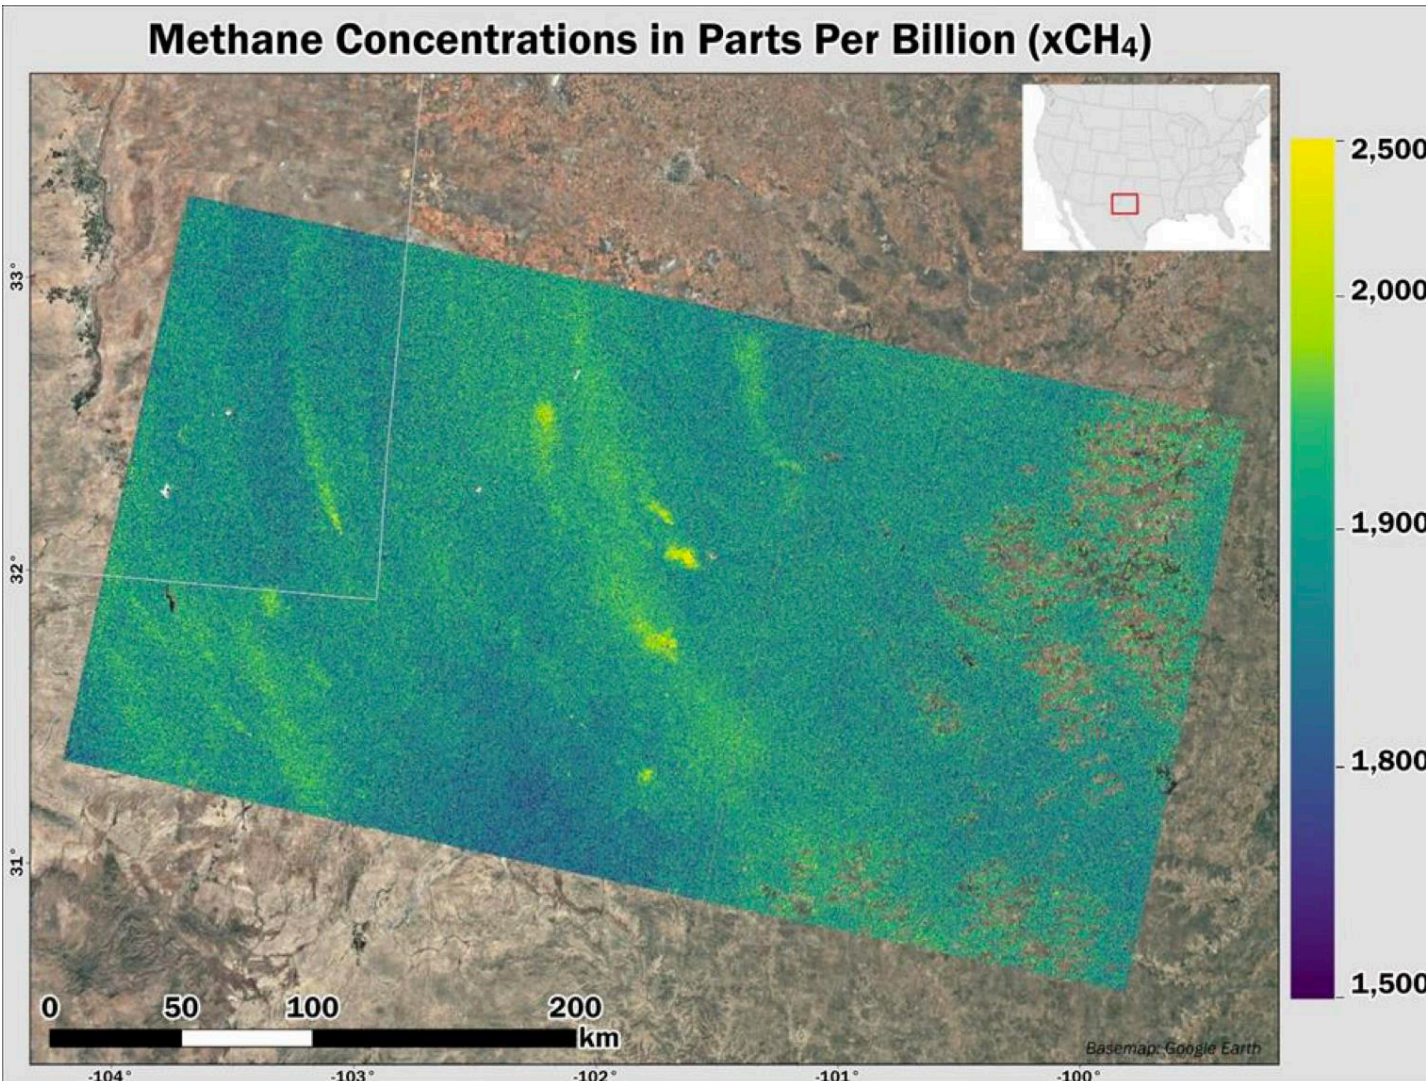 Methane Concentrations in Parts Per Billion (xCH₄)
2,500
2,000
1,900
1,800
1,500
33°
32°
31°
0 50 100 200
km
Basemap: Google Earth
-104° -103° -102° -101° -100°